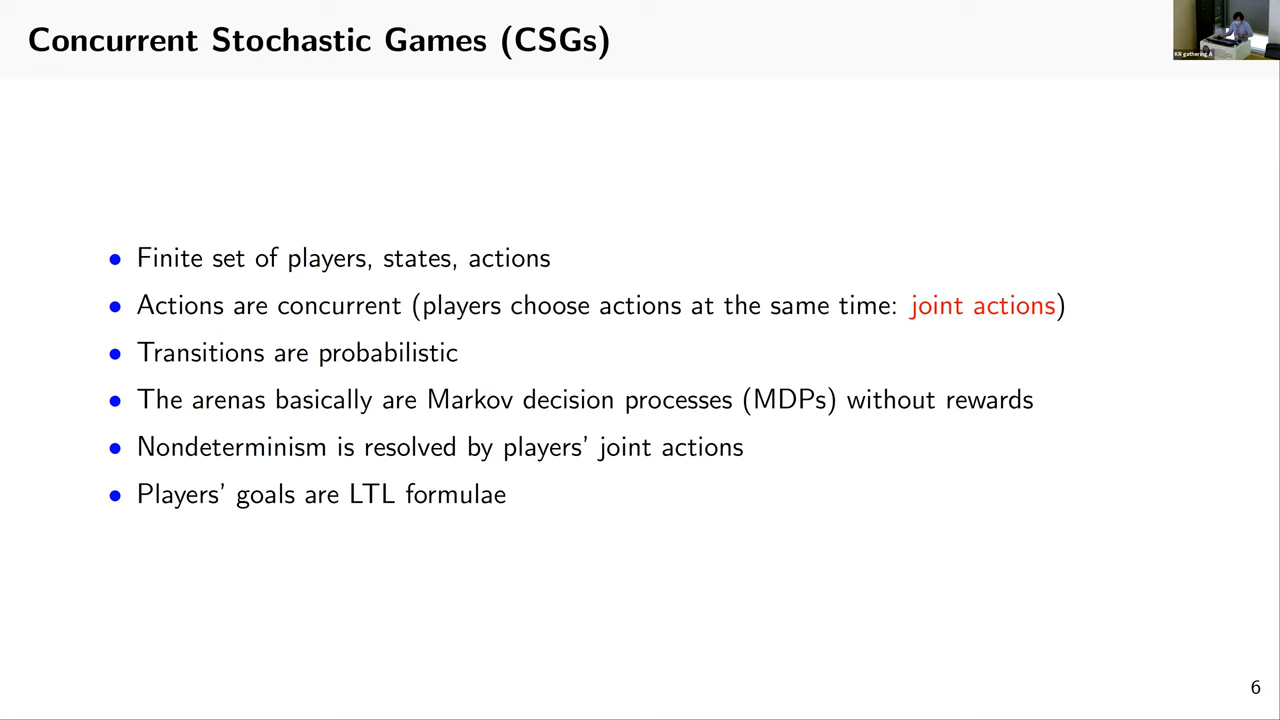 Concurrent Stochastic Games (CSGs)
KR gathering A
• Finite set of players, states, actions
• Actions are concurrent (players choose actions at the same time: joint actions)
• Transitions are probabilistic
• The arenas basically are Markov decision processes (MDPs) without rewards
• Nondeterminism is resolved by players’ joint actions
• Players’ goals are LTL formulae
6